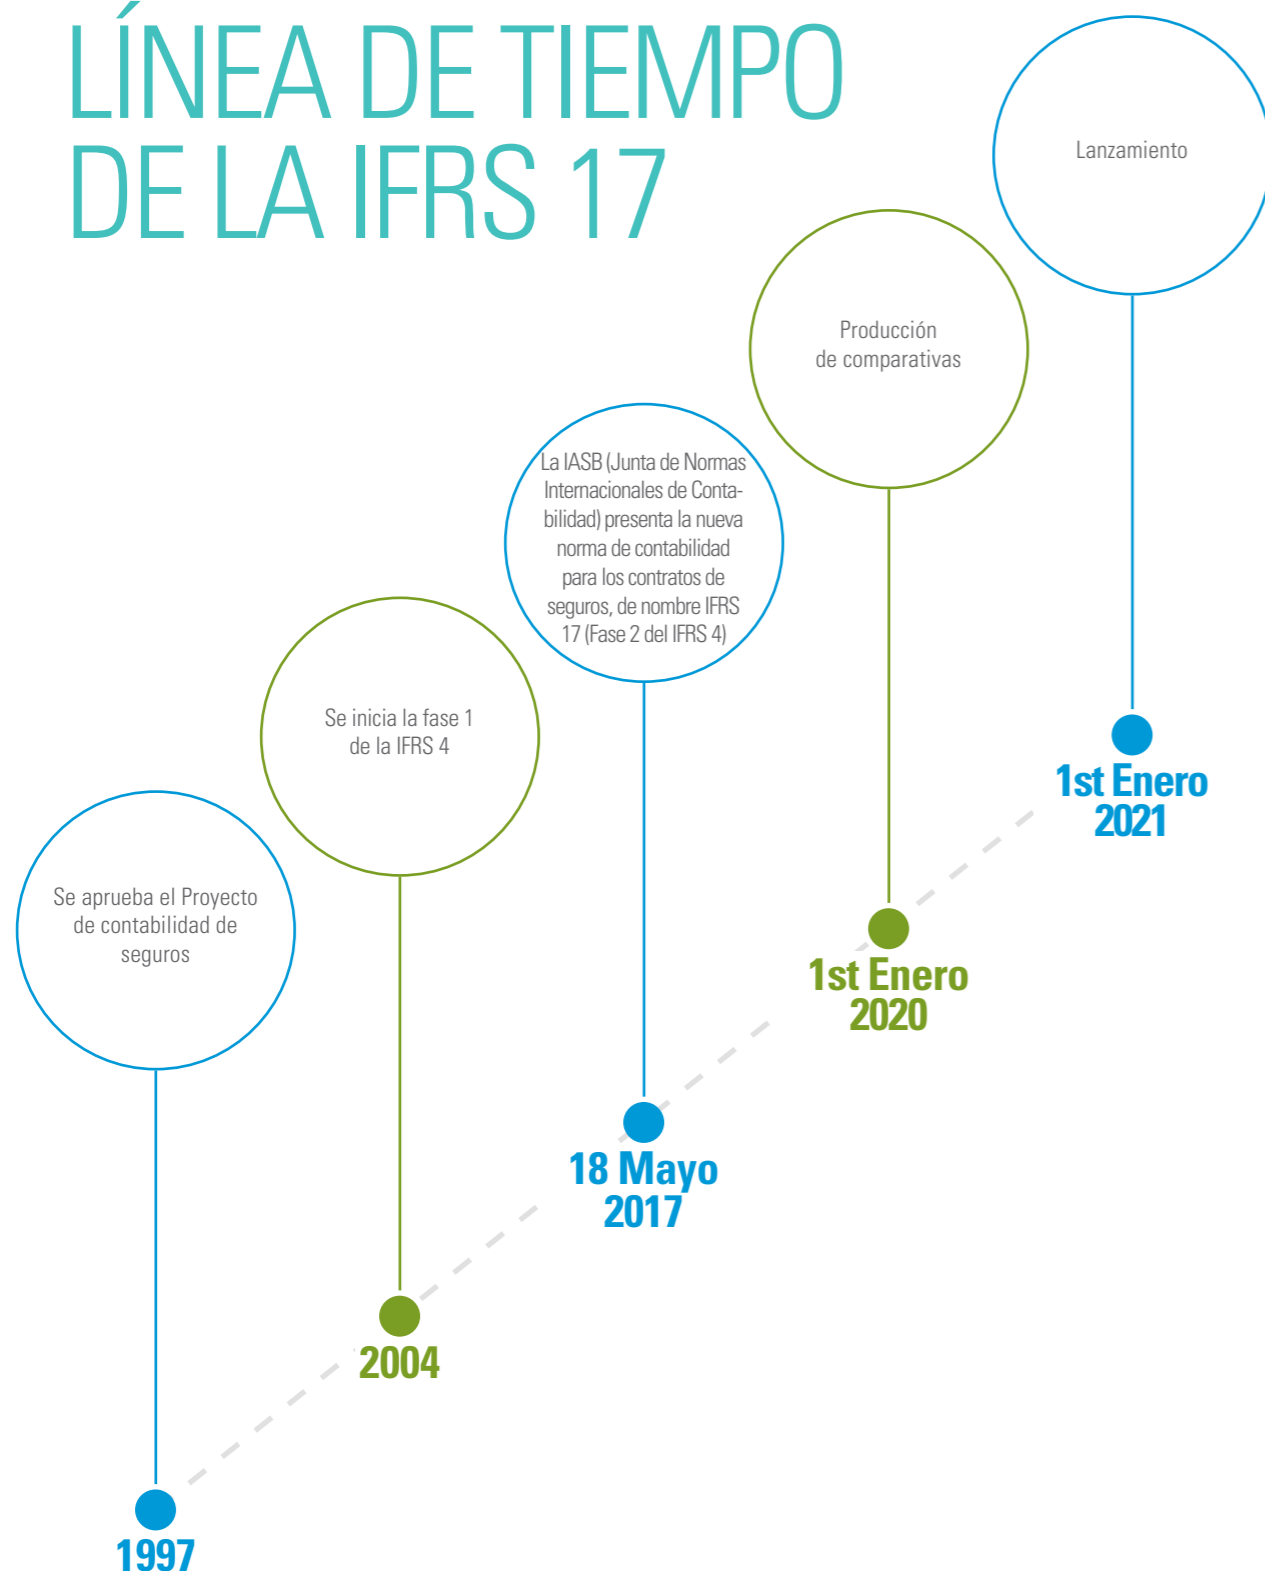 LÍNEA DE TIEMPO
DE LA IFRS 17
Se aprueba el Proyecto
de contabilidad de
seguros
1997
Se inicia la fase 1
de la IFRS 4
2004
La IASB (Junta de Normas
Internacionales de Conta-
bilidad) presenta la nueva
norma de contabilidad
para los contratos de
seguros, de nombre IFRS
17 (Fase 2 del IFRS 4)
18 Mayo
2017
Producción
de comparativas
1st Enero
2020
Lanzamiento
1st Enero
2021